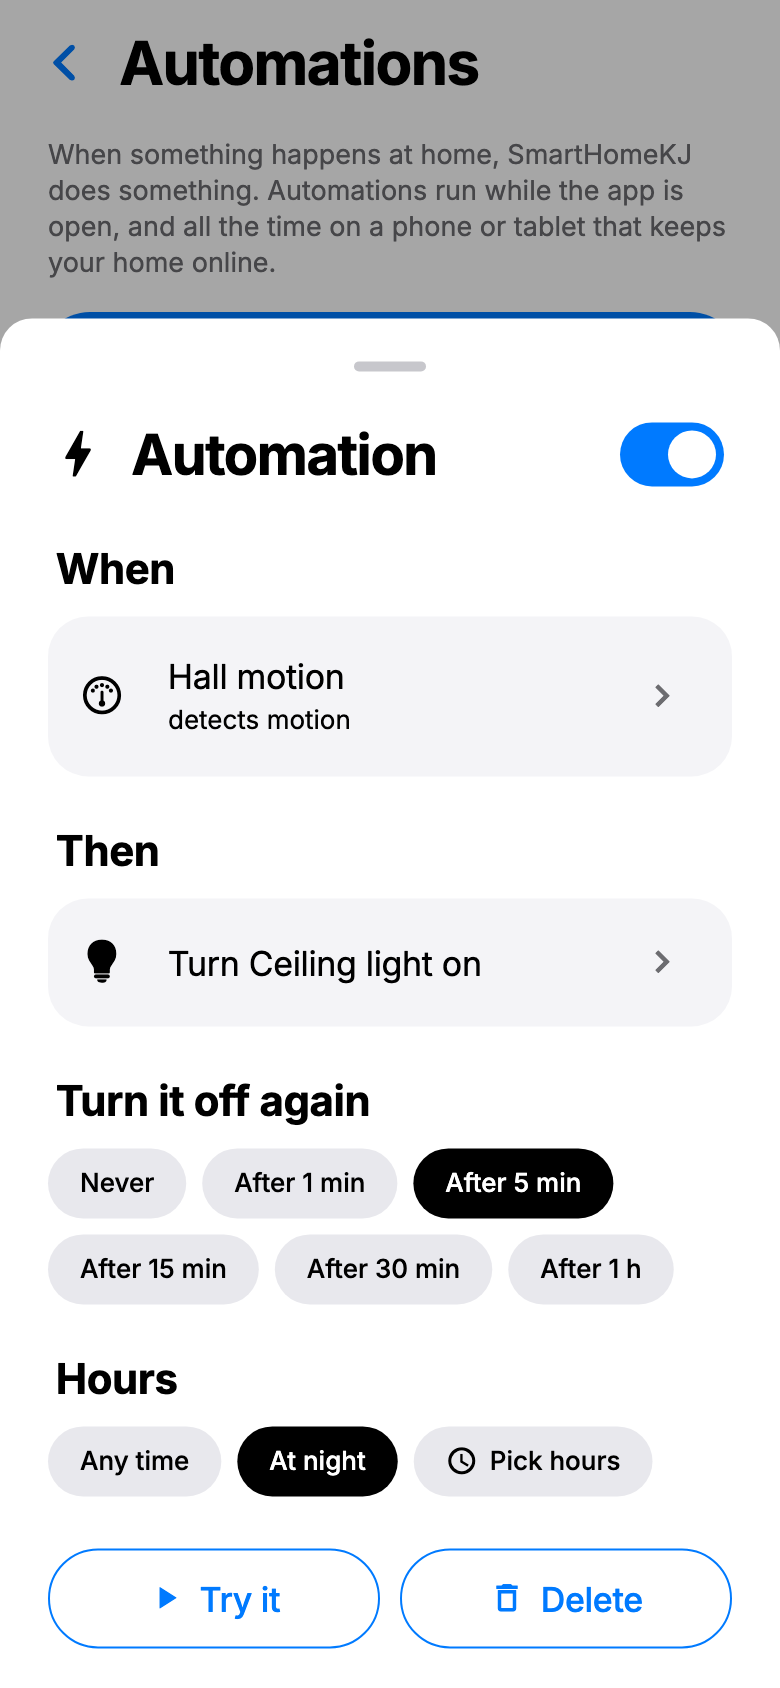 Automations
When something happens at home, SmartHomeKJ
does something. Automations run while the app is
open, and all the time on a phone or tablet that keeps
your home online.
Automation
When
Hall motion
detects motion
Then
Turn Ceiling light on
Turn it off again
Never
After 1 min
After 5 min
After 15 min
After 30 min
After 1 h
Hours
Any time
At night
Pick hours
Try it
Delete